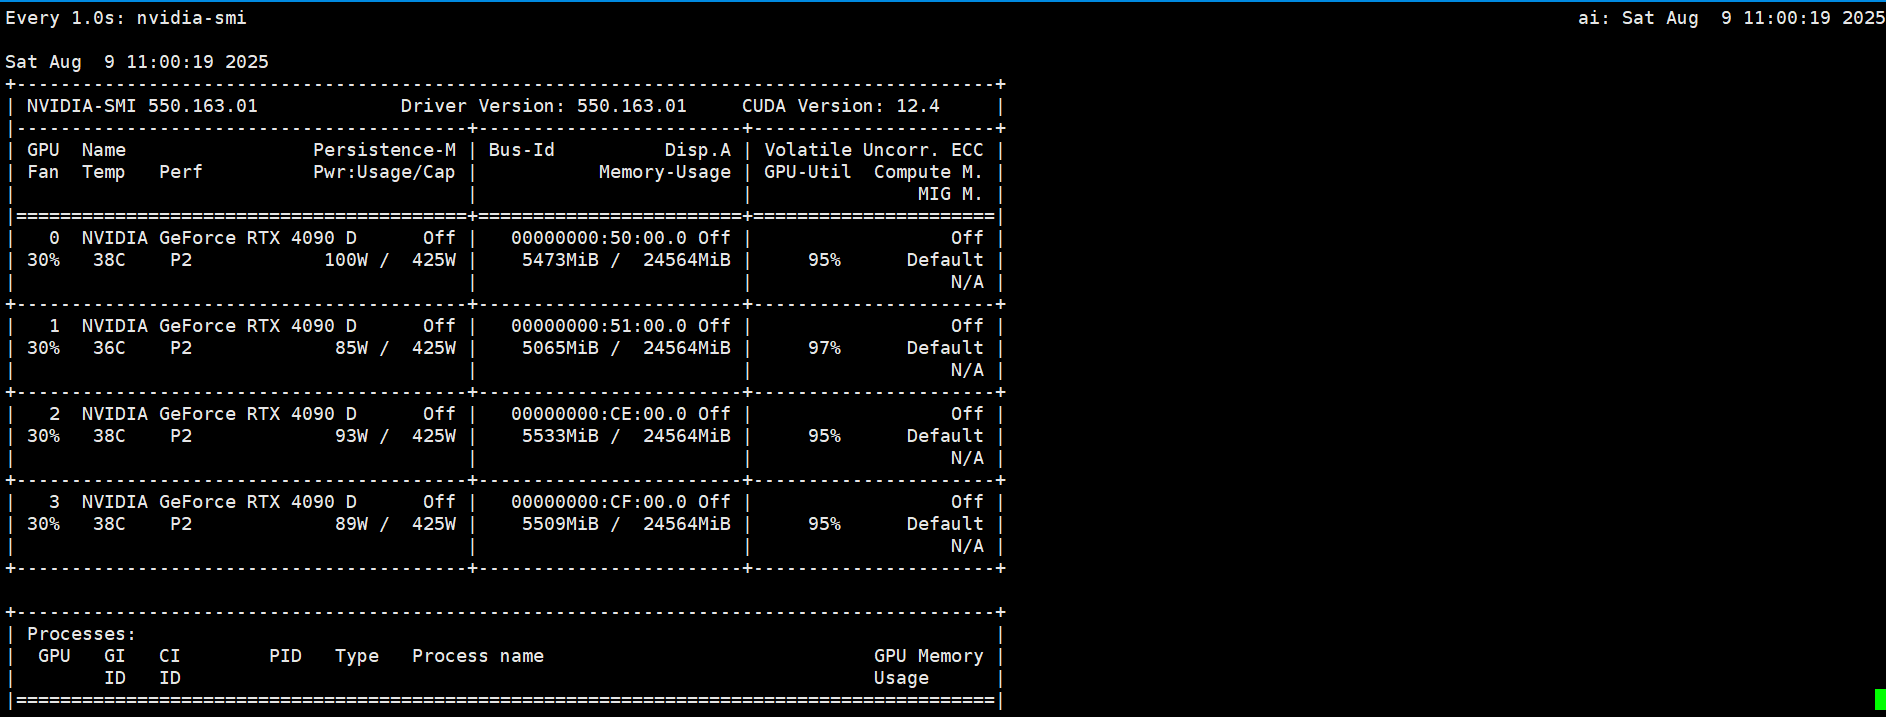 Every 1.0s: nvidia-smi                                                                                                                         ai: Sat Aug  9 11:00:19 2025

Sat Aug  9 11:00:19 2025
+-----------------------------------------------------------------------------------------+
| NVIDIA-SMI 550.163.01             Driver Version: 550.163.01     CUDA Version: 12.4     |
|-----------------------------------------+------------------------+----------------------+
| GPU  Name                 Persistence-M | Bus-Id          Disp.A | Volatile Uncorr. ECC |
| Fan  Temp   Perf          Pwr:Usage/Cap |           Memory-Usage | GPU-Util  Compute M. |
|                                         |                        |               MIG M. |
|=========================================+========================+======================|
|   0  NVIDIA GeForce RTX 4090 D      Off |   00000000:50:00.0 Off |                  Off |
| 30%   38C    P2            100W /  425W |    5473MiB /  24564MiB |     95%      Default |
|                                         |                        |                  N/A |
+-----------------------------------------+------------------------+----------------------+
|   1  NVIDIA GeForce RTX 4090 D      Off |   00000000:51:00.0 Off |                  Off |
| 30%   36C    P2             85W /  425W |    5065MiB /  24564MiB |     97%      Default |
|                                         |                        |                  N/A |
+-----------------------------------------+------------------------+----------------------+
|   2  NVIDIA GeForce RTX 4090 D      Off |   00000000:CE:00.0 Off |                  Off |
| 30%   38C    P2             93W /  425W |    5533MiB /  24564MiB |     95%      Default |
|                                         |                        |                  N/A |
+-----------------------------------------+------------------------+----------------------+
|   3  NVIDIA GeForce RTX 4090 D      Off |   00000000:CF:00.0 Off |                  Off |
| 30%   38C    P2             89W /  425W |    5509MiB /  24564MiB |     95%      Default |
|                                         |                        |                  N/A |
+-----------------------------------------+------------------------+----------------------+

+-----------------------------------------------------------------------------------------+
| Processes:                                                                              |
|  GPU   GI   CI        PID   Type   Process name                              GPU Memory |
|        ID   ID                                                               Usage      |
|=========================================================================================|